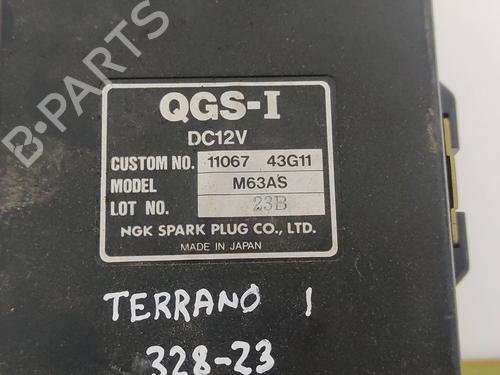 QGS-I
DC12V
CUSTOM NO. 11067 43G11
MODEL M63AS
LOT NO. 23B
NGK SPARK PLUG CO., LTD.
MADE IN JAPAN
TERRANO I
328-23